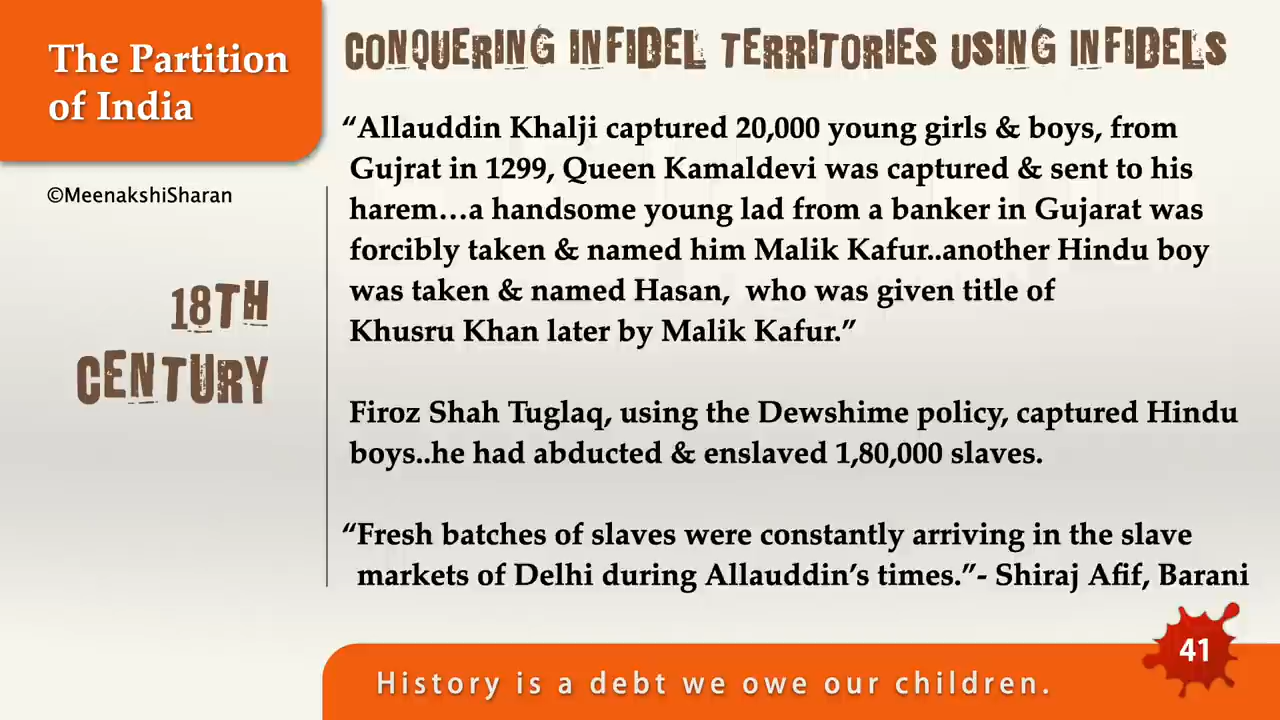 The Partition
of India
©MeenakshiSharan
18TH
CENTURY
CONQUERING INFIDEL TERRITORIES USING INFIDELS
“Allauddin Khalji captured 20,000 young girls & boys, from
Gujrat in 1299, Queen Kamaldevi was captured & sent to his
harem…a handsome young lad from a banker in Gujarat was
forcibly taken & named him Malik Kafur..another Hindu boy
was taken & named Hasan, who was given title of
Khusru Khan later by Malik Kafur.”
Firoz Shah Tuglaq, using the Dewshime policy, captured Hindu
boys..he had abducted & enslaved 1,80,000 slaves.
“Fresh batches of slaves were constantly arriving in the slave
markets of Delhi during Allauddin’s times.”- Shiraj Afif, Barani
41
History is a debt we owe our children.